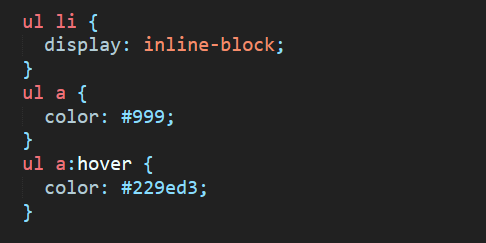 ul li {
  display: inline-block;
}
ul a {
  color: #999;
}
ul a:hover {
  color: #229ed3;
}